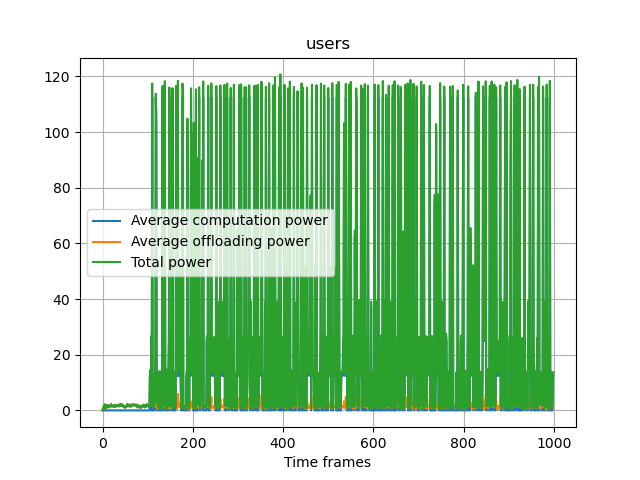 users
120
100
80
60
40
20
0
Average computation power
Average offloading power
Total power
0 200 400 600 800 1000
Time frames